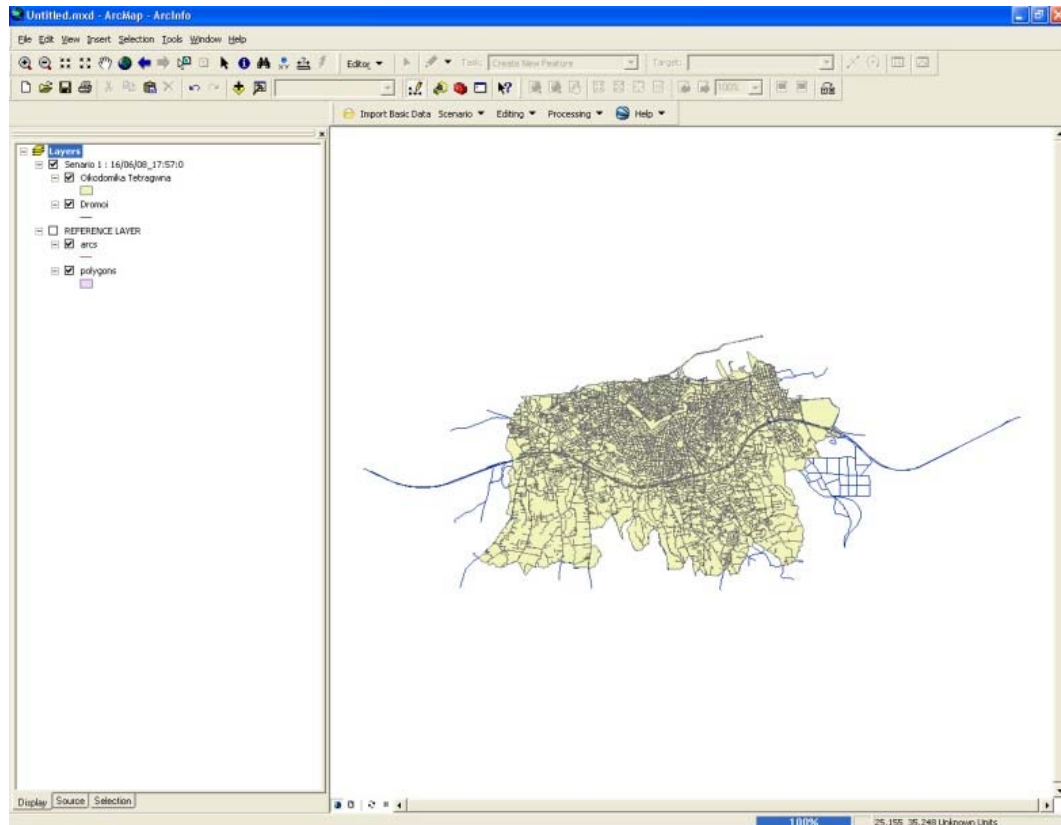 Untitled.mxd - ArcMap - ArcInfo
File Edit View Insert Selection Tools Window Help
Editor Task: Create New Feature Target:
100%
Import Basic Data Scenario Editing Processing Help
Layers
Senario 1 : 16/06/08_17:57:0
Oikodomika Tetragwna
Dromoi
REFERENCE LAYER
arcs
polygons
Display Source Selection
100% 25.155 35.248 Unknown Units